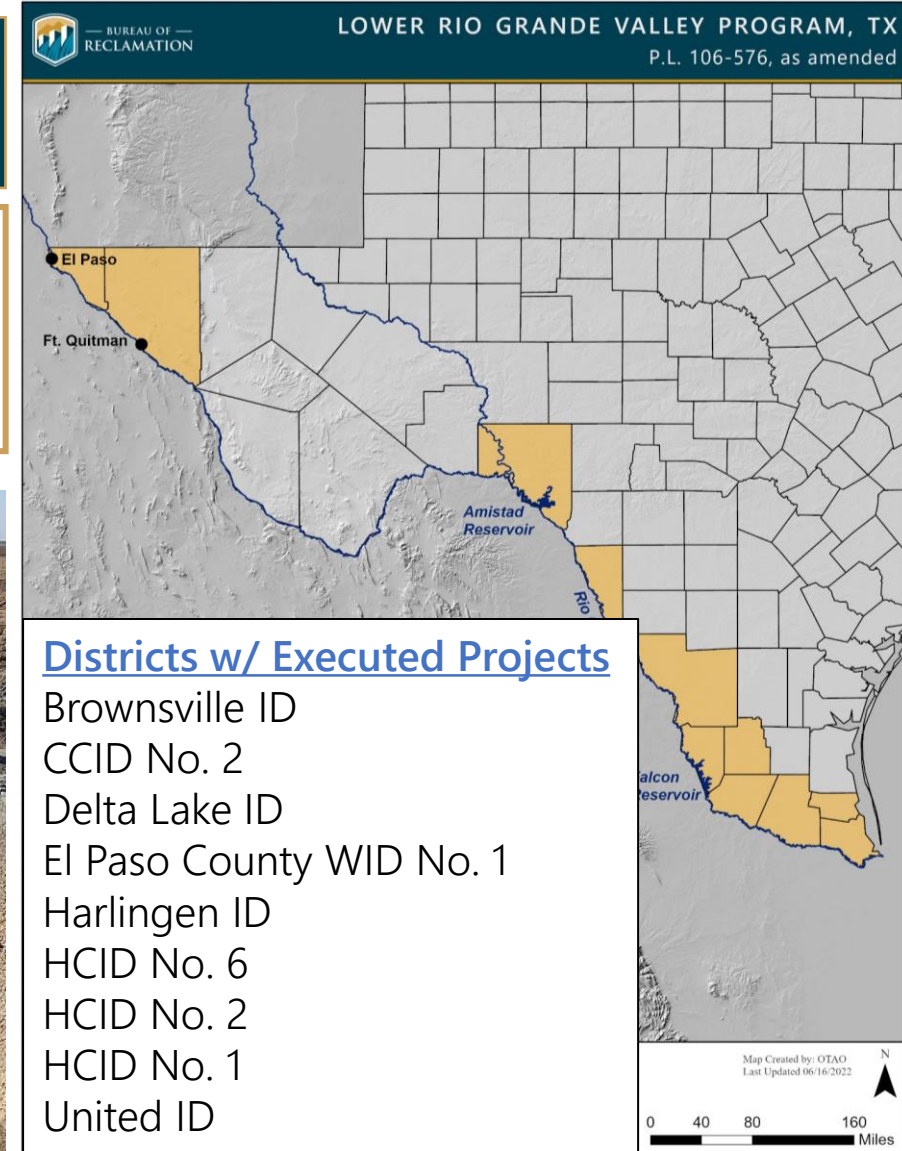 — BUREAU OF —
RECLAMATION
LOWER RIO GRANDE VALLEY PROGRAM, TX
P.L. 106-576, as amended
El Paso
Ft. Quitman
Amistad
Reservoir
Rio
alcon
eservoir
Districts w/ Executed Projects
Brownsville ID
CCID No. 2
Delta Lake ID
El Paso County WID No. 1
Harlingen ID
HCID No. 6
HCID No. 2
HCID No. 1
United ID
Map Created by: OTAO
Last Updated 06/16/2022
N
0 40 80 160
Miles